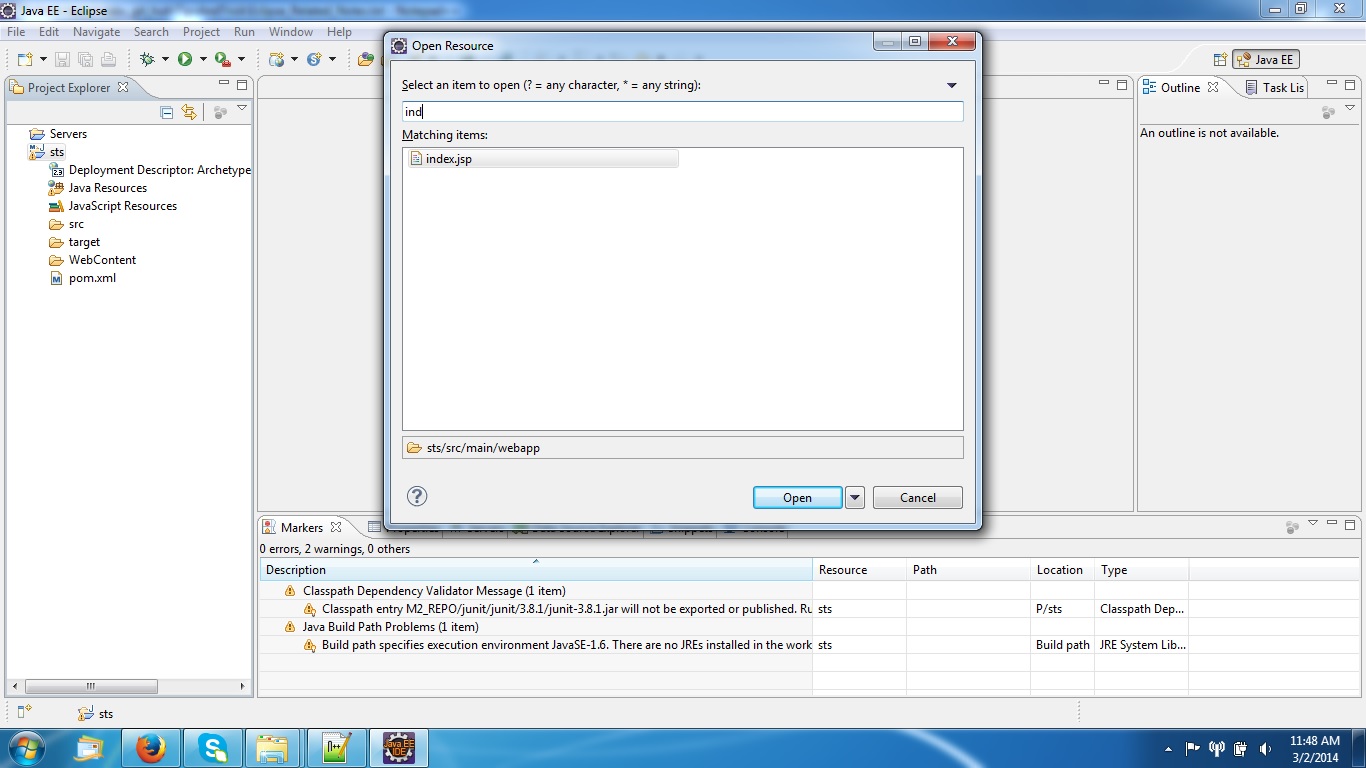 Java EE - Eclipse
File Edit Navigate Search Project Run Window Help
Java EE
Project Explorer
Servers
sts
Deployment Descriptor: Archetype
Java Resources
JavaScript Resources
src
target
WebContent
pom.xml
Open Resource
Select an item to open (? = any character, * = any string):
ind
Matching items:
index.jsp
sts/src/main/webapp
Open
Cancel
Outline
Task Lis
An outline is not available.
Markers
0 errors, 2 warnings, 0 others
Description Resource Path Location Type
Classpath Dependency Validator Message (1 item)
Classpath entry M2_REPO/junit/junit/3.8.1/junit-3.8.1.jar will not be exported or published. Ru sts P/sts Classpath Dep...
Java Build Path Problems (1 item)
Build path specifies execution environment JavaSE-1.6. There are no JREs installed in the work sts Build path JRE System Lib...
sts
Java EE
IDE
11:48 AM
3/2/2014